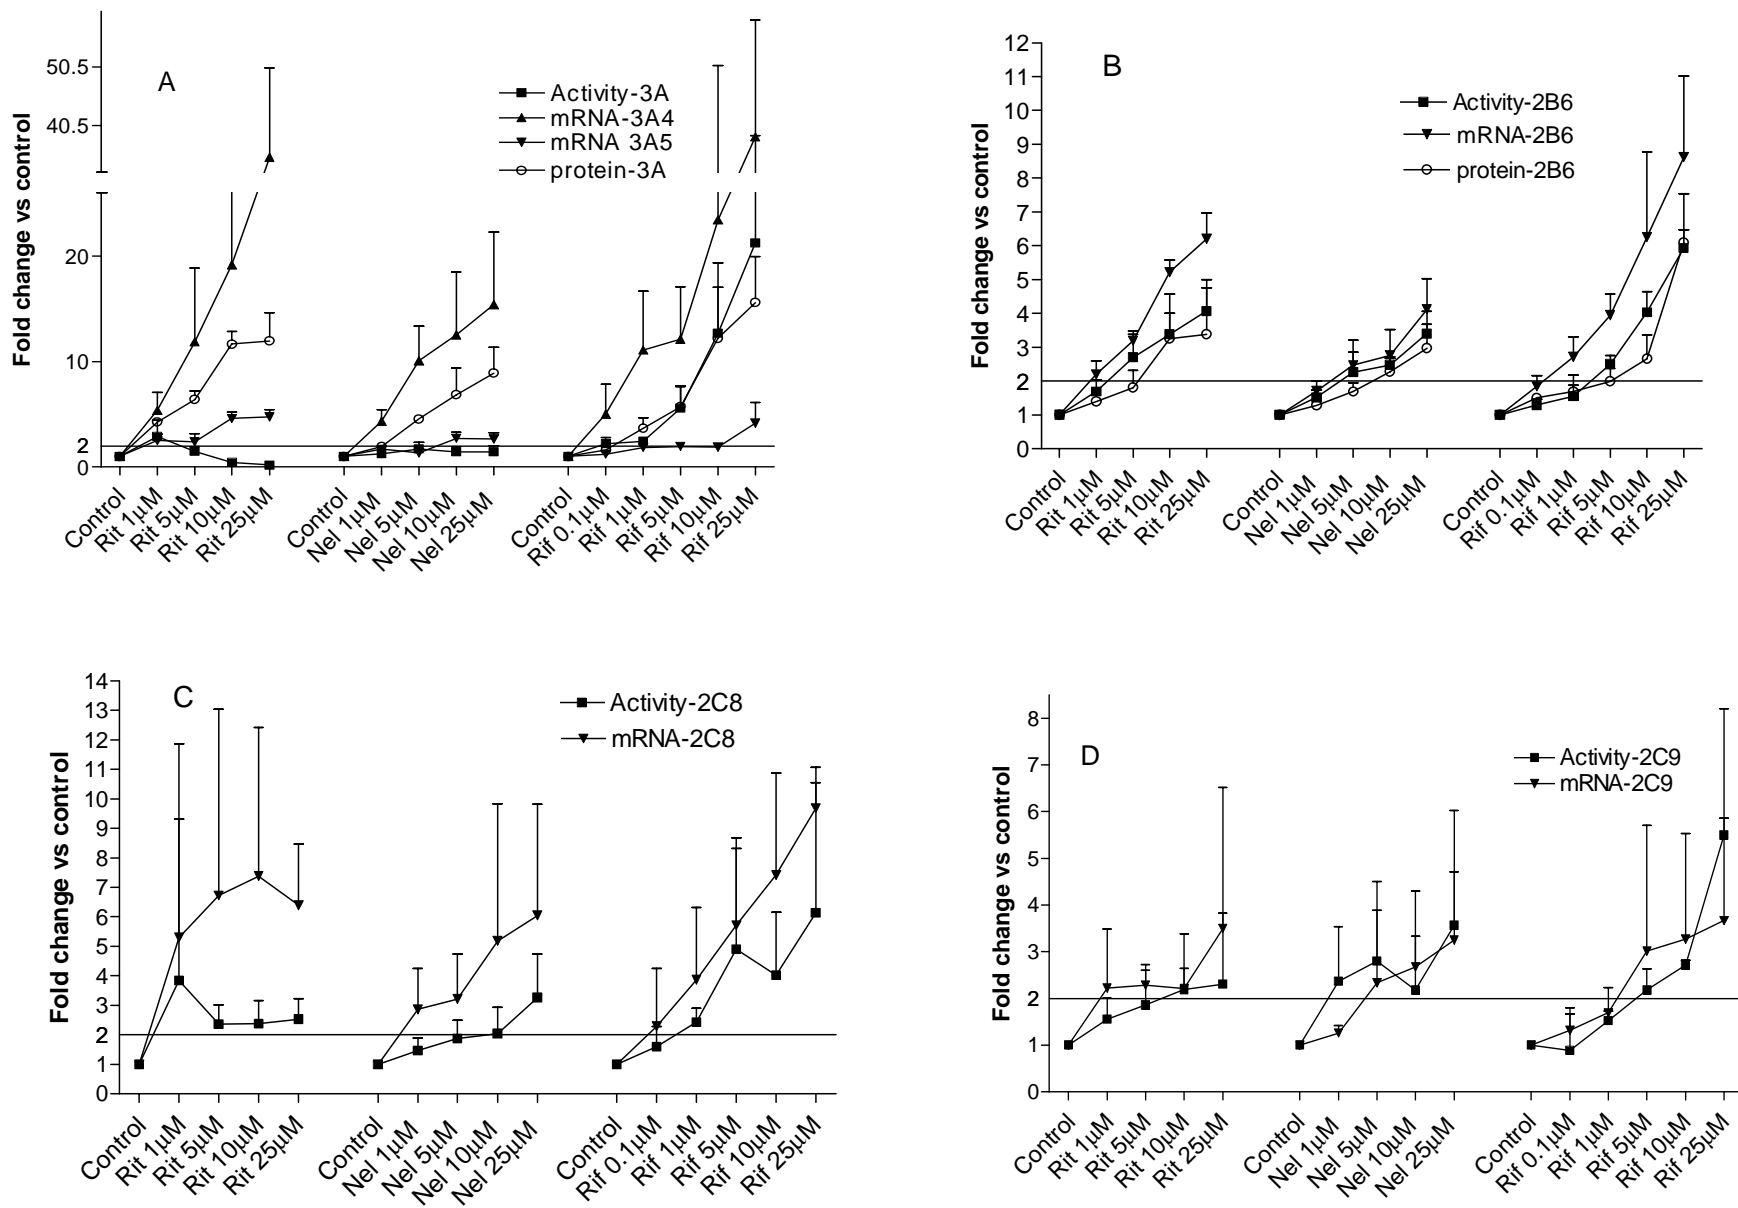 A
Fold change vs control
50.5
40.5
20
10
2
0
Activity-3A
mRNA-3A4
mRNA 3A5
protein-3A
Control
Rit 1µM
Rit 5µM
Rit 10µM
Rit 25µM
Control
Nel 1µM
Nel 5µM
Nel 10µM
Nel 25µM
Control
Rif 0.1µM
Rif 1µM
Rif 5µM
Rif 10µM
Rif 25µM
B
Fold change vs control
12
11
10
9
8
7
6
5
4
3
2
1
0
Activity-2B6
mRNA-2B6
protein-2B6
Control
Rit 1µM
Rit 5µM
Rit 10µM
Rit 25µM
Control
Nel 1µM
Nel 5µM
Nel 10µM
Nel 25µM
Control
Rif 0.1µM
Rif 1µM
Rif 5µM
Rif 10µM
Rif 25µM
C
Fold change vs control
14
13
12
11
10
9
8
7
6
5
4
3
2
1
0
Activity-2C8
mRNA-2C8
Control
Rit 1µM
Rit 5µM
Rit 10µM
Rit 25µM
Control
Nel 1µM
Nel 5µM
Nel 10µM
Nel 25µM
Control
Rif 0.1µM
Rif 1µM
Rif 5µM
Rif 10µM
Rif 25µM
D
Fold change vs control
8
7
6
5
4
3
2
1
0
Activity-2C9
mRNA-2C9
Control
Rit 1µM
Rit 5µM
Rit 10µM
Rit 25µM
Control
Nel 1µM
Nel 5µM
Nel 10µM
Nel 25µM
Control
Rif 0.1µM
Rif 1µM
Rif 5µM
Rif 10µM
Rif 25µM